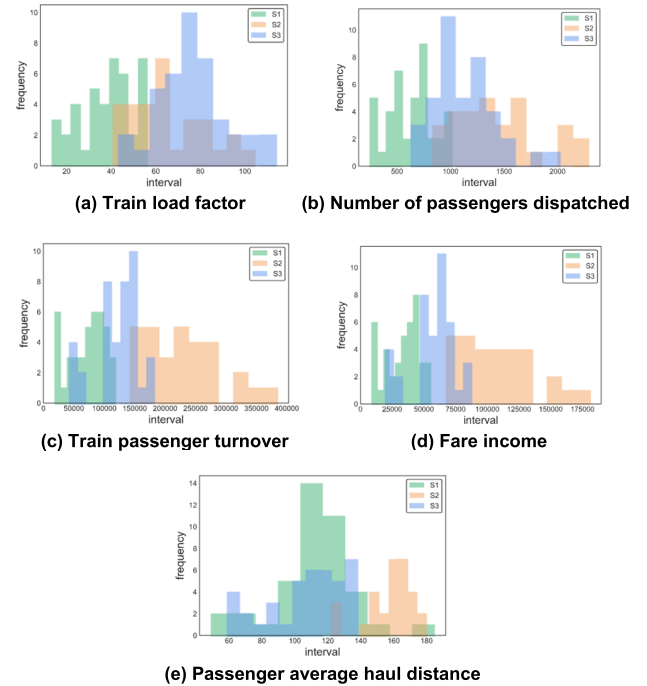 10
8
6
4
2
0
frequency
S1
S2
S3
20 40 60 80 100
interval
(a) Train load factor
10
8
6
4
2
0
frequency
S1
S2
S3
500 1000 1500 2000
interval
(b) Number of passengers dispatched
10
8
6
4
2
0
frequency
S1
S2
S3
0 50000 100000 150000 200000 250000 300000 350000 400000
interval
(c) Train passenger turnover
10
8
6
4
2
0
frequency
S1
S2
S3
0 25000 50000 75000 100000 125000 150000 175000
interval
(d) Fare income
14
12
10
8
6
4
2
0
frequency
S1
S2
S3
60 80 100 120 140 160 180
interval
(e) Passenger average haul distance